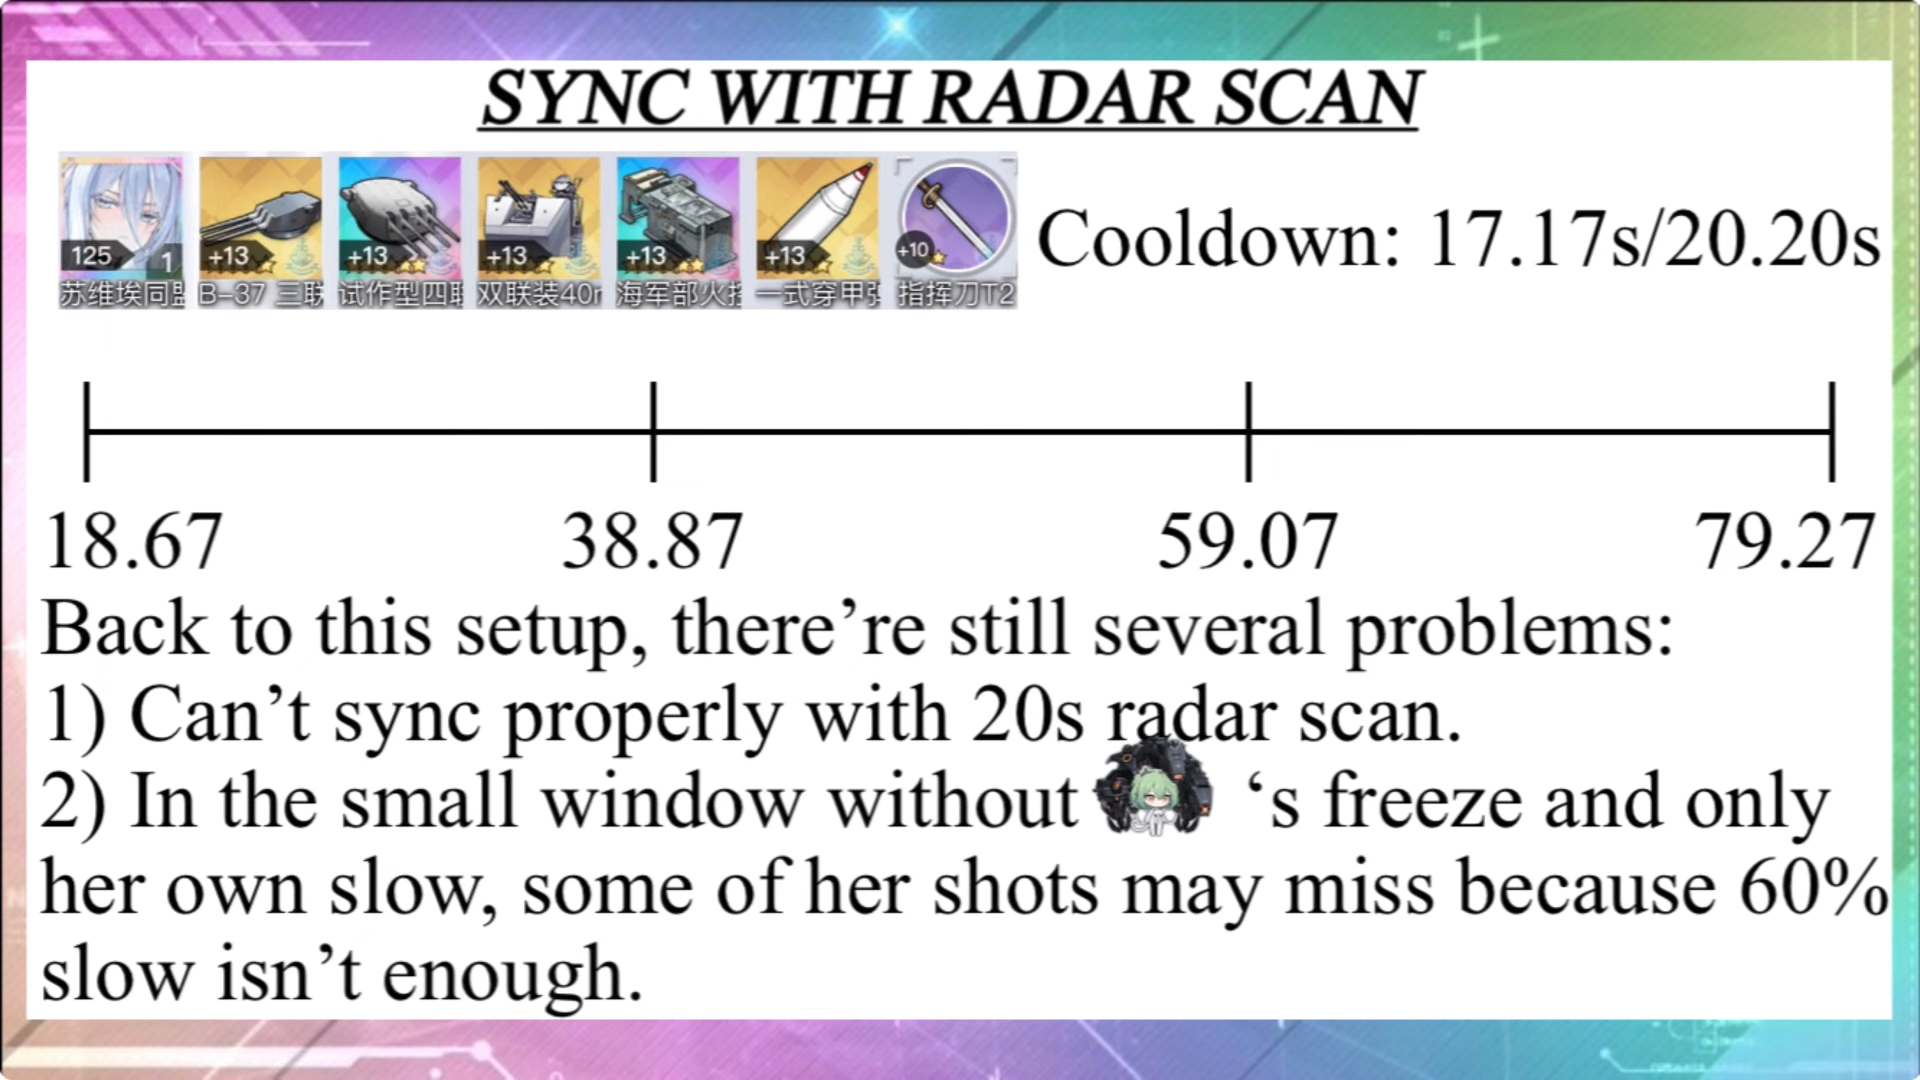 SYNC WITH RADAR SCAN
125 1 +13 +13 +13 +13 +13 +10
苏维埃同 B-37 三联 试作型四联 双联装40 海军部火控 一式穿甲弹 指挥刀T2
Cooldown: 17.17s/20.20s
18.67 38.87 59.07 79.27
Back to this setup, there’re still several problems:
1) Can’t sync properly with 20s radar scan.
2) In the small window without ‘s freeze and only
her own slow, some of her shots may miss because 60%
slow isn’t enough.